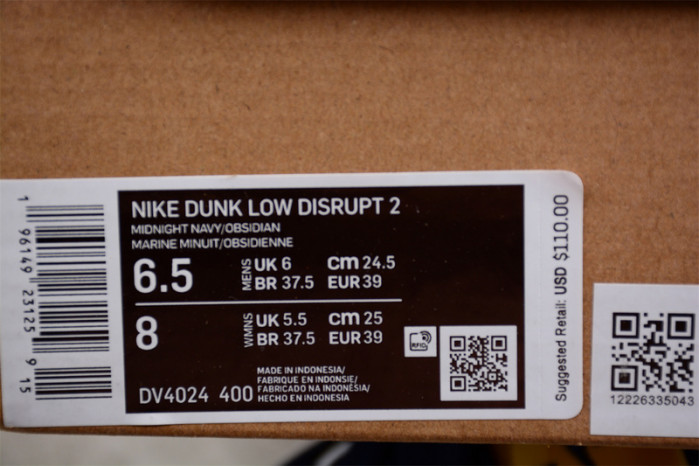 NIKE DUNK LOW DISRUPT 2
MIDNIGHT NAVY/OBSIDIAN
MARINE MINUIT/OBSIDIENNE
6.5 MENS UK 6 cm 24.5
BR 37.5 EUR 39
8 WMNS UK 5.5 cm 25
BR 37.5 EUR 39
RFID
DV4024 400
MADE IN INDONESIA/
FABRIQUE EN INDONSIE/
FABRICADO NA INDONÉSIA/
HECHO EN INDONESIA
1 96149 23125 9 15
Suggested Retail: USD $110.00
12226335043